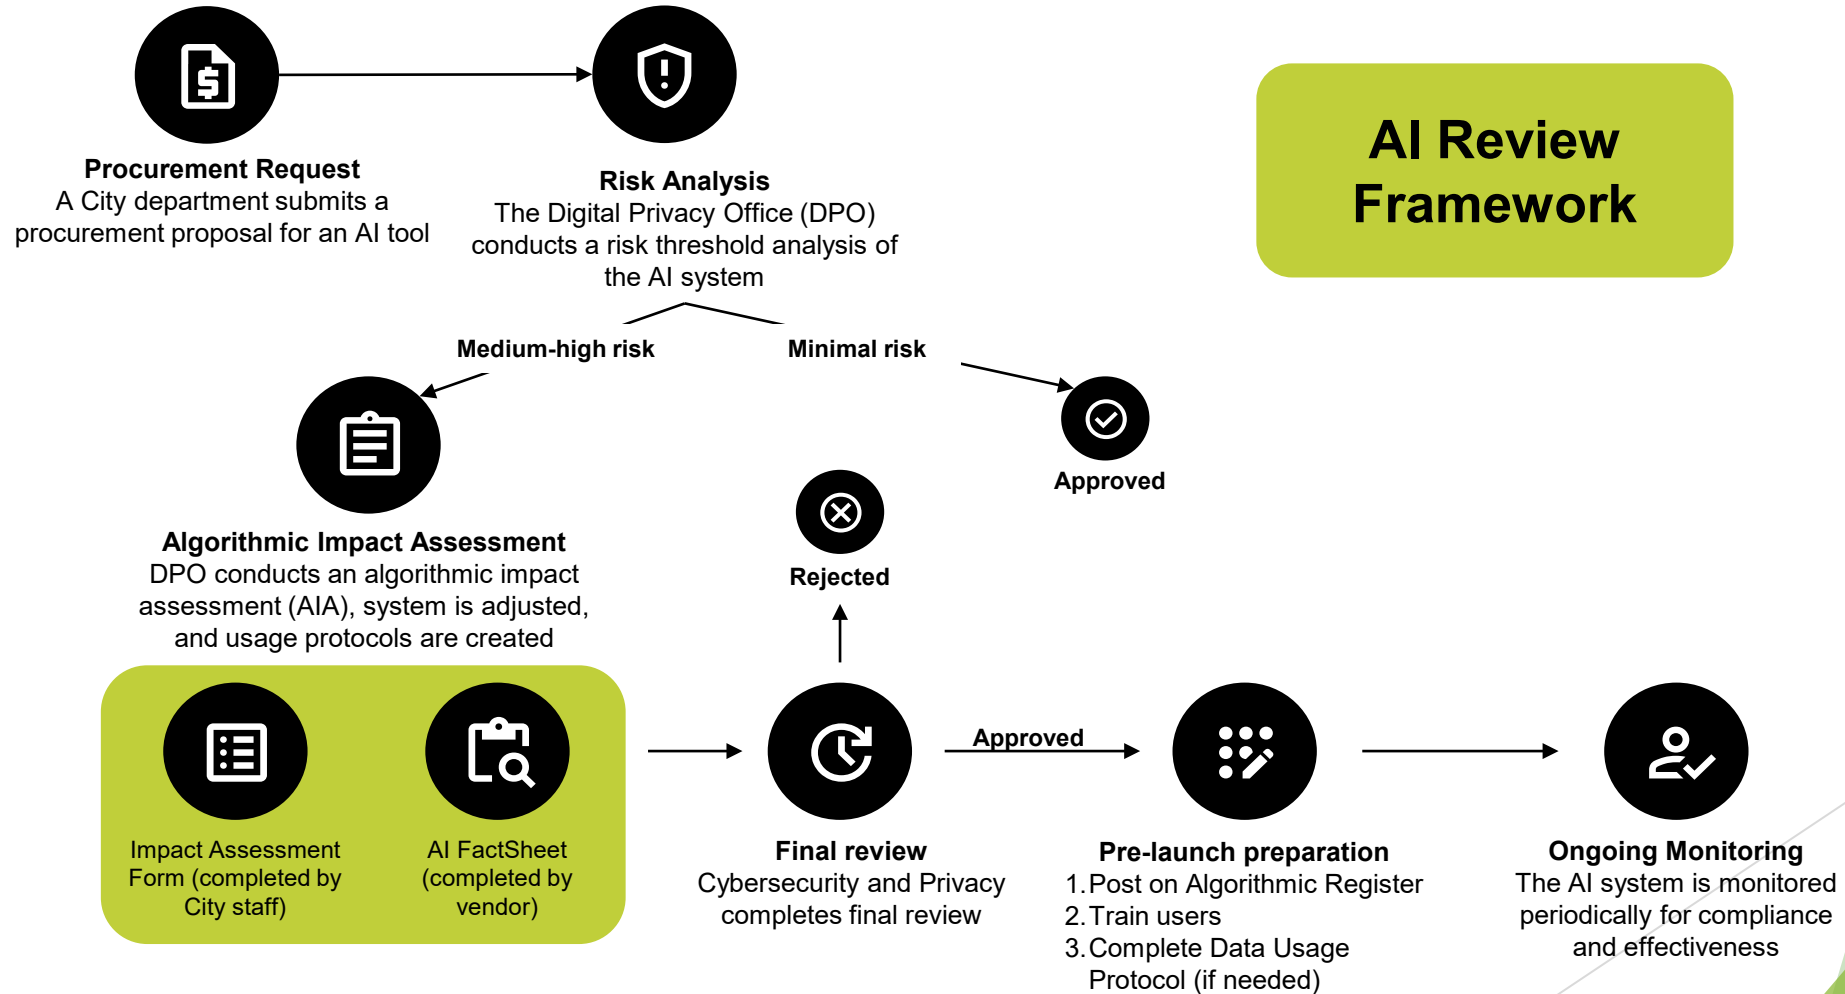 AI Review
Framework
Procurement Request
A City department submits a
procurement proposal for an AI tool
Risk Analysis
The Digital Privacy Office (DPO)
conducts a risk threshold analysis of
the AI system
Medium-high risk
Minimal risk
Approved
Algorithmic Impact Assessment
DPO conducts an algorithmic impact
assessment (AIA), system is adjusted,
and usage protocols are created
Rejected
Impact Assessment
Form (completed by
City staff)
AI FactSheet
(completed by
vendor)
Final review
Cybersecurity and Privacy
completes final review
Approved
Pre-launch preparation
1.Post on Algorithmic Register
2.Train users
3.Complete Data Usage
Protocol (if needed)
Ongoing Monitoring
The AI system is monitored
periodically for compliance
and effectiveness